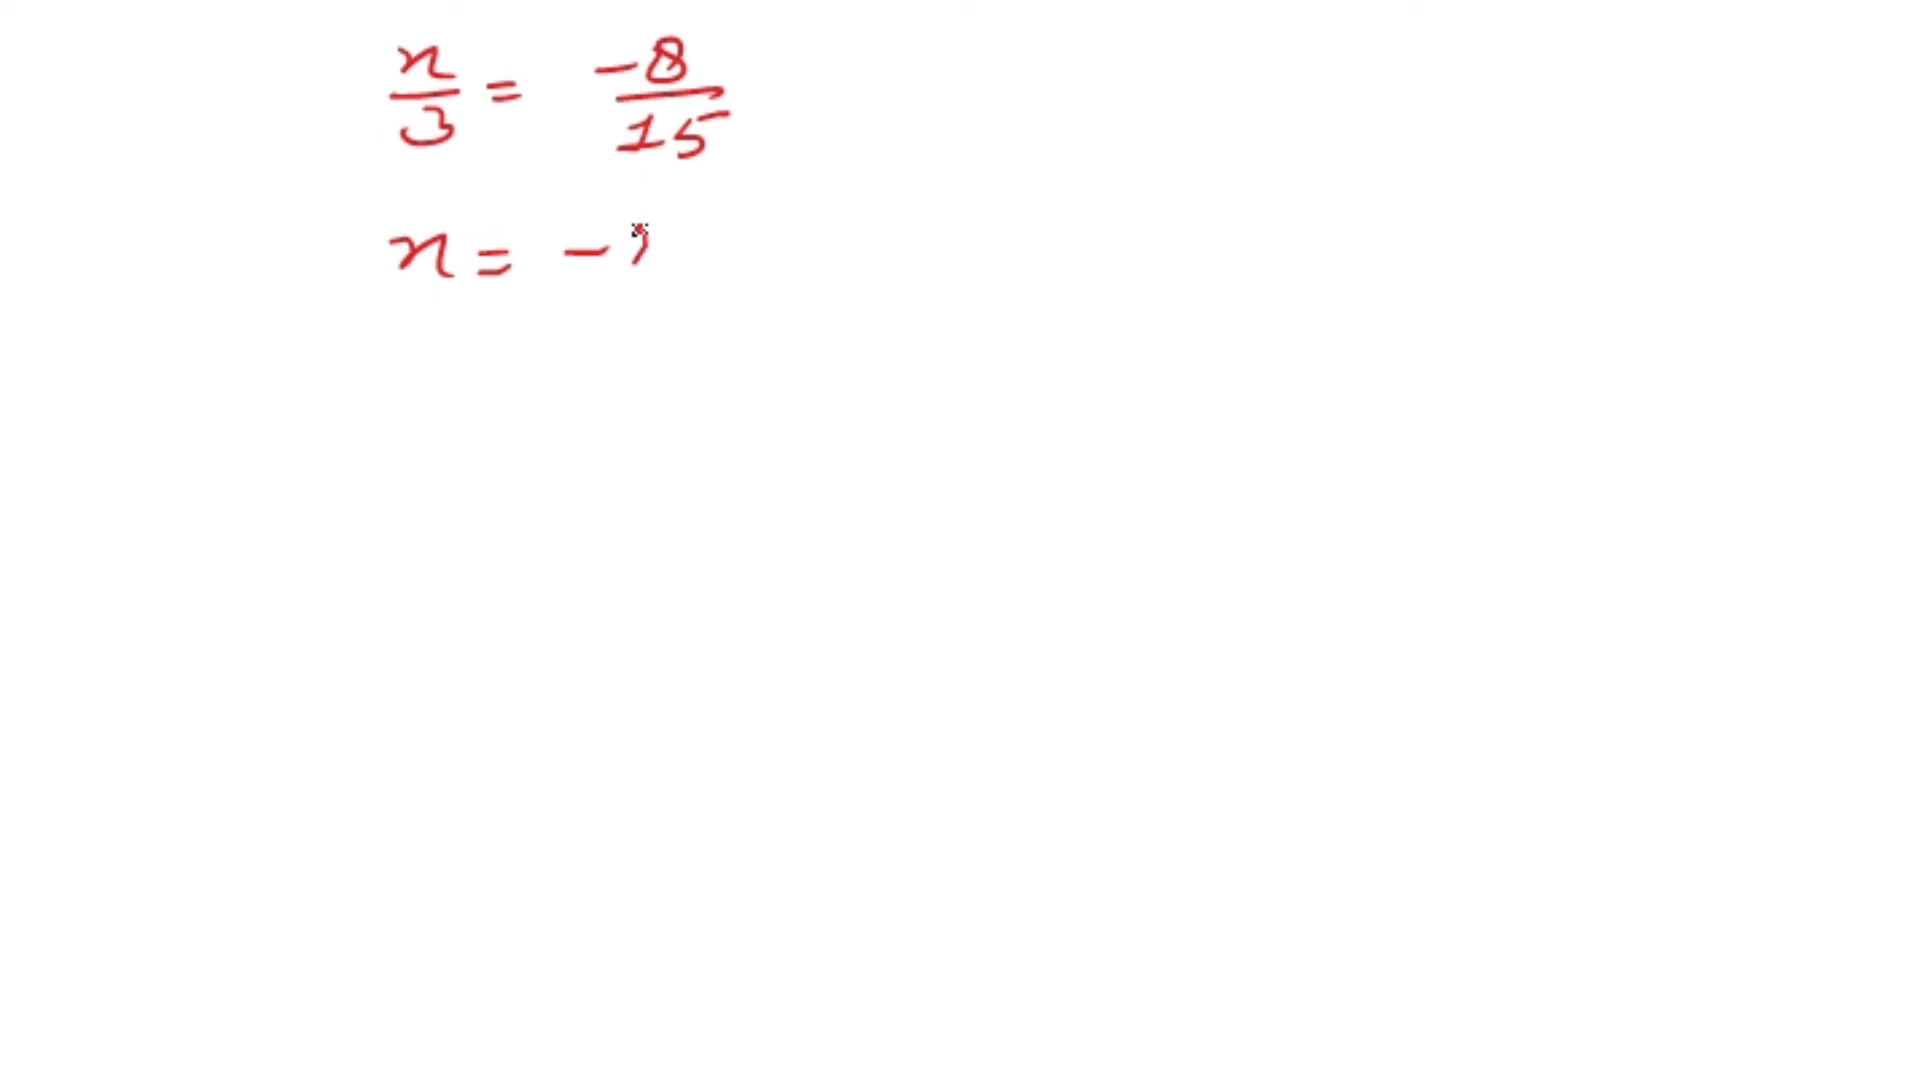 x/3 = -8/15
x = -